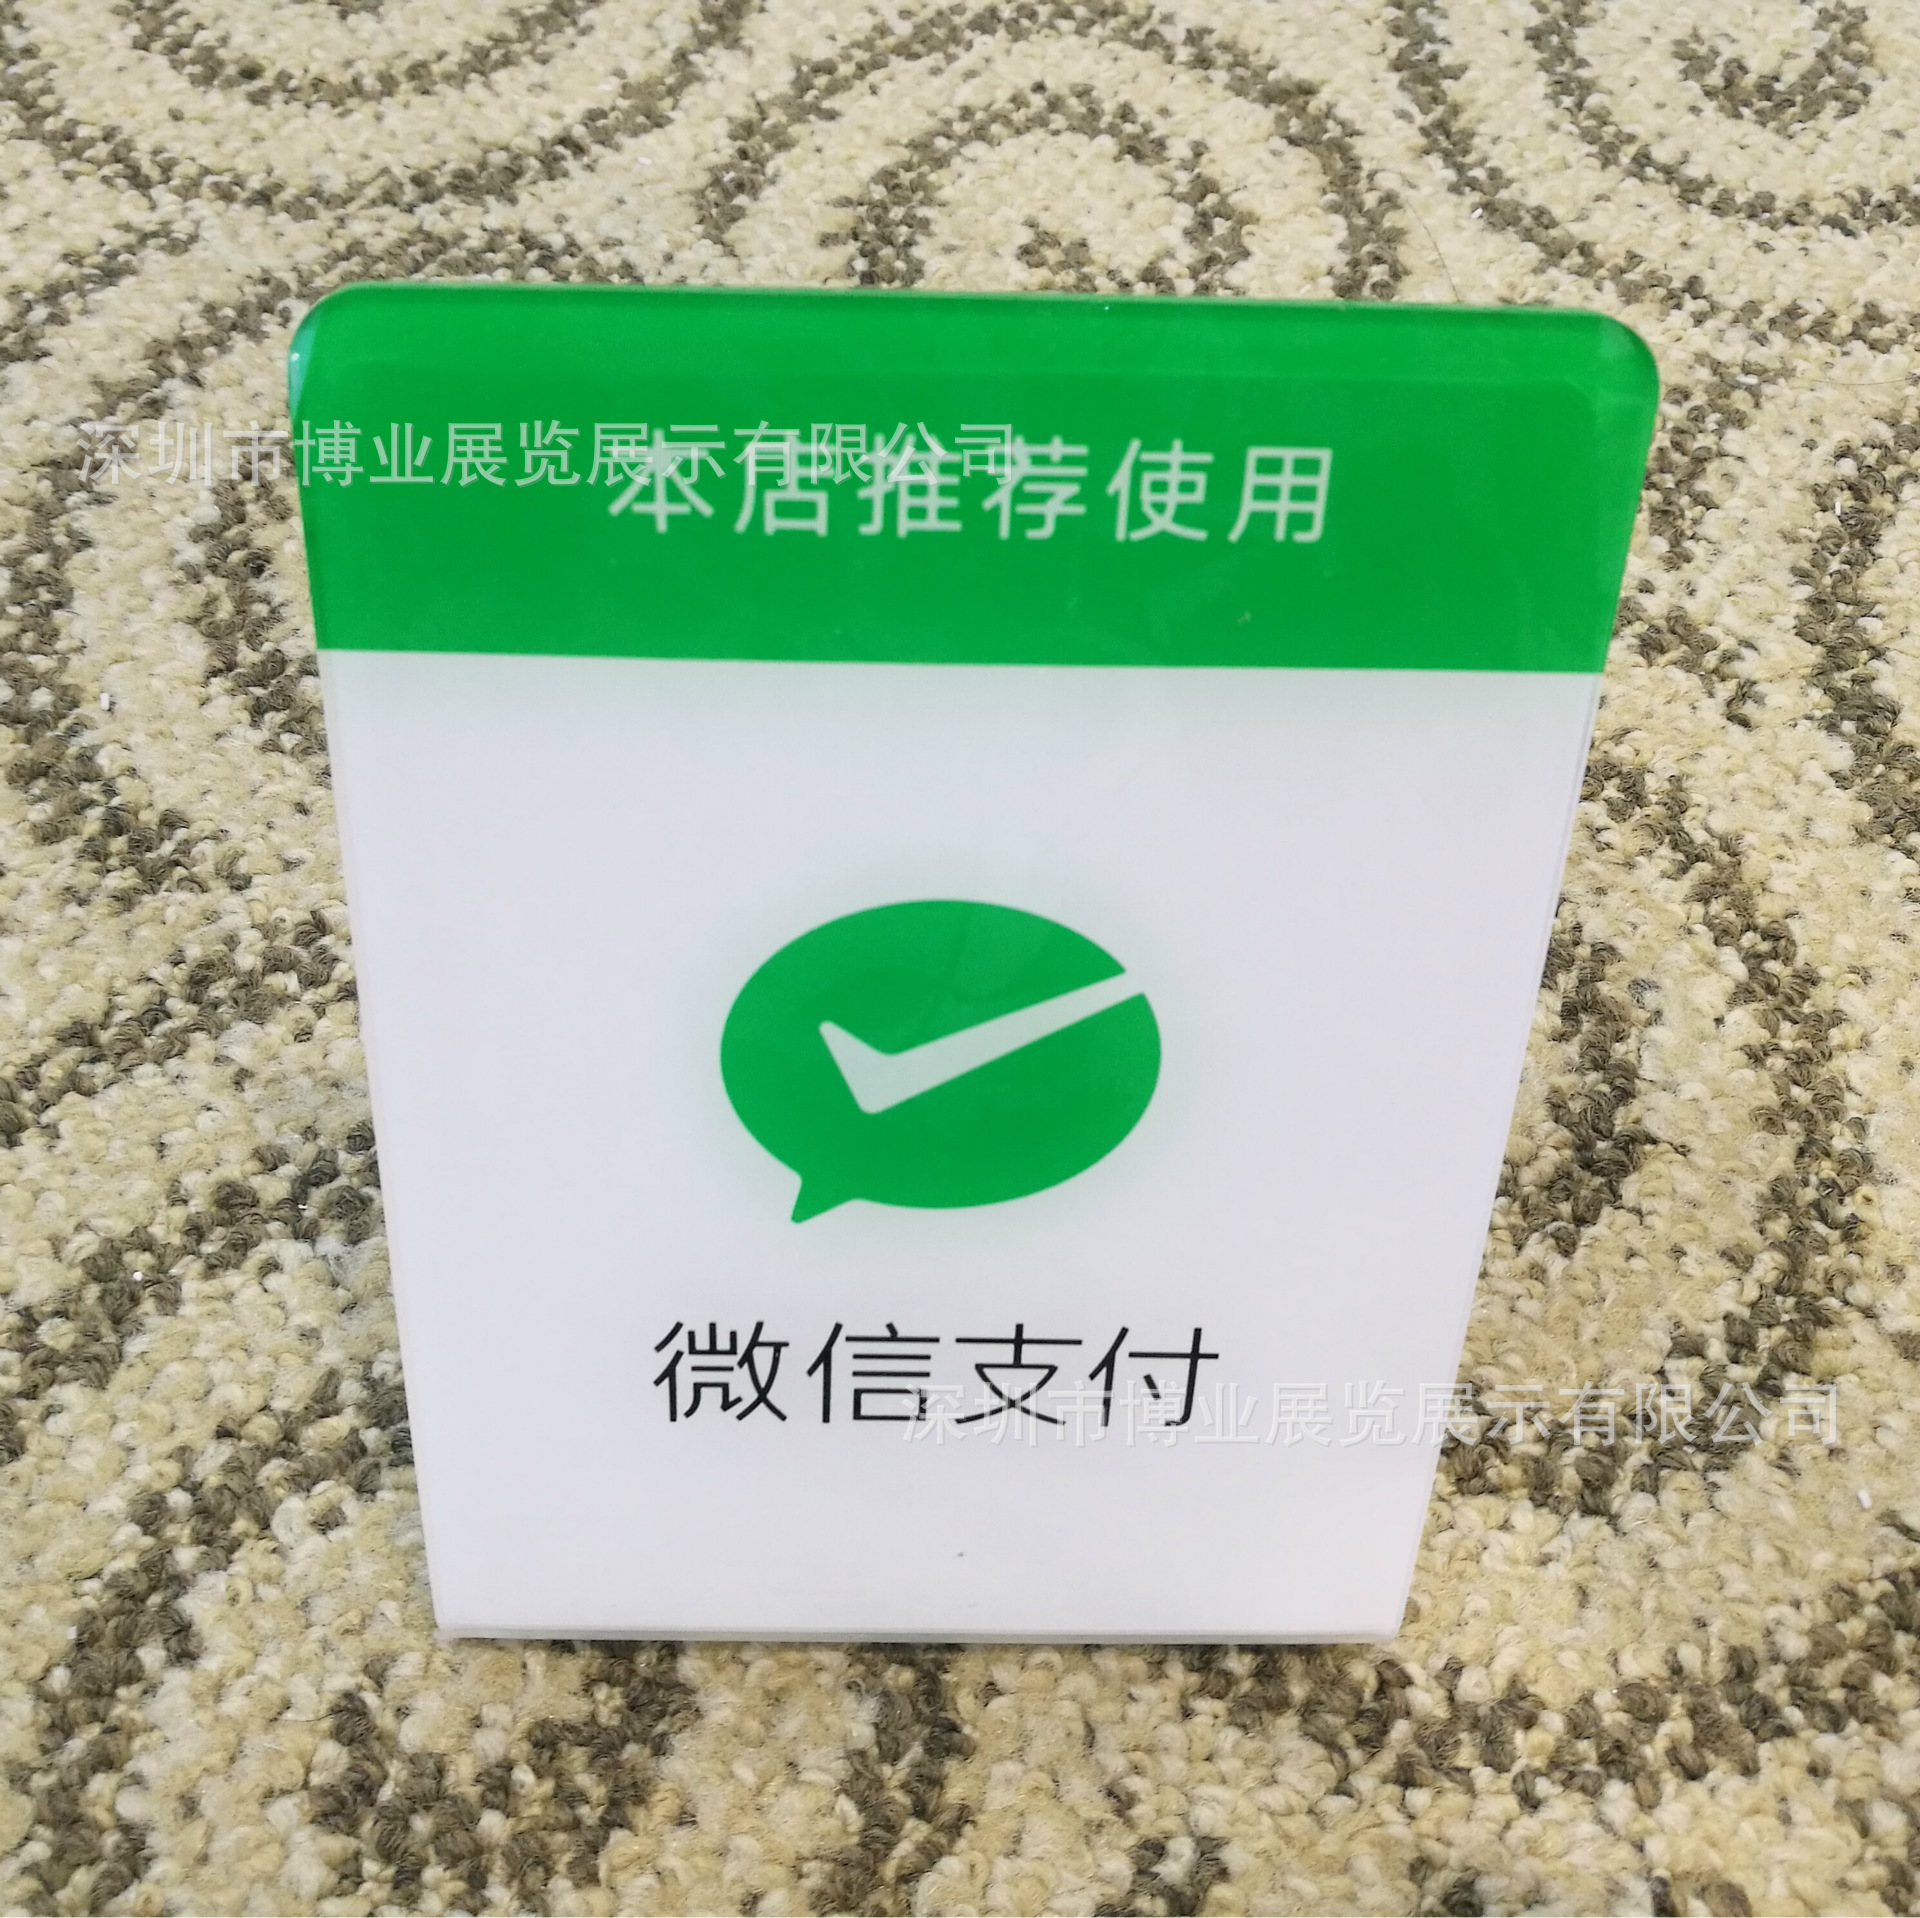 深圳市博业展览展示有限公司
本店推荐使用
微信支付
深圳市博业展览展示有限公司